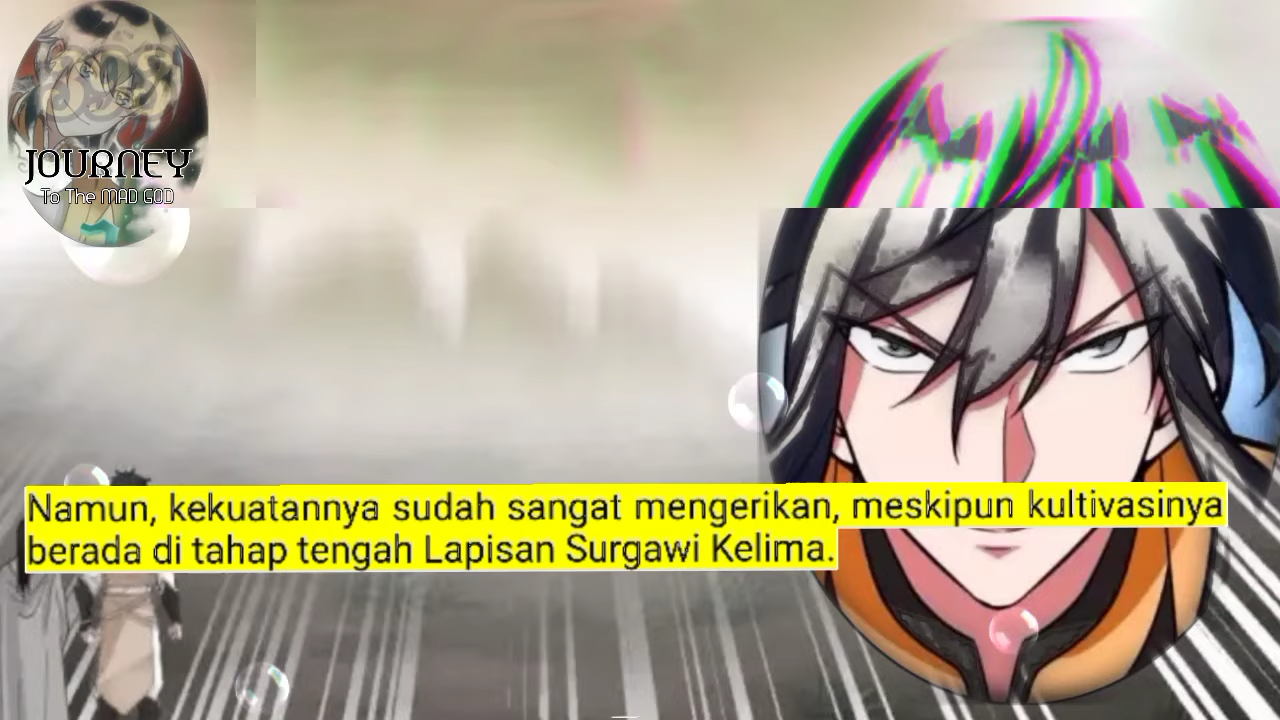 JOURNEY
To The MAD GOD
Namun, kekuatannya sudah sangat mengerikan, meskipun kultivasinya
berada di tahap tengah Lapisan Surgawi Kelima.